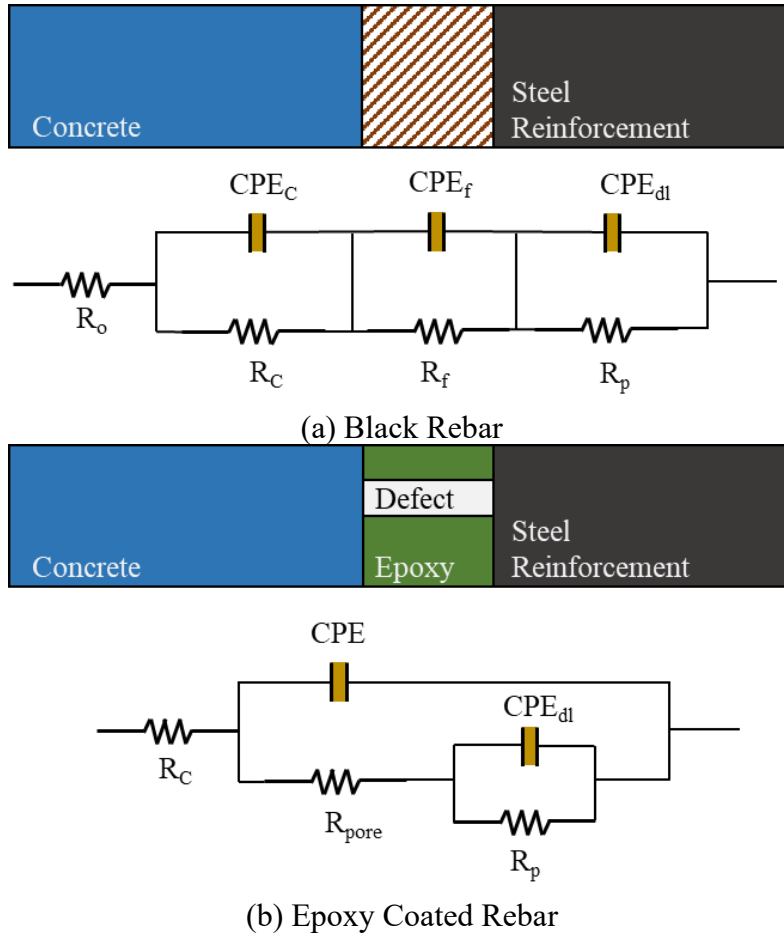 Concrete
Steel
Reinforcement
CPE_C
CPE_f
CPE_dl
R_o
R_C
R_f
R_p
(a) Black Rebar
Defect
Concrete
Epoxy
Steel
Reinforcement
CPE
CPE_dl
R_C
R_pore
R_p
(b) Epoxy Coated Rebar